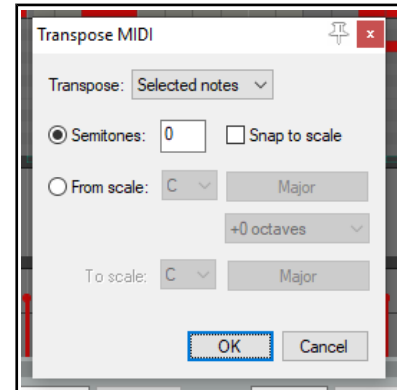 Transpose MIDI
Transpose: Selected notes
Semitones: 0 Snap to scale
From scale: C Major
+0 octaves
To scale: C Major
OK Cancel